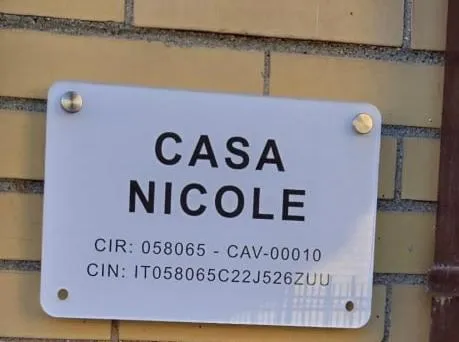 CASA
NICOLE
CIR: 058065 - CAV-00010
CIN: IT058065C22J526ZUU